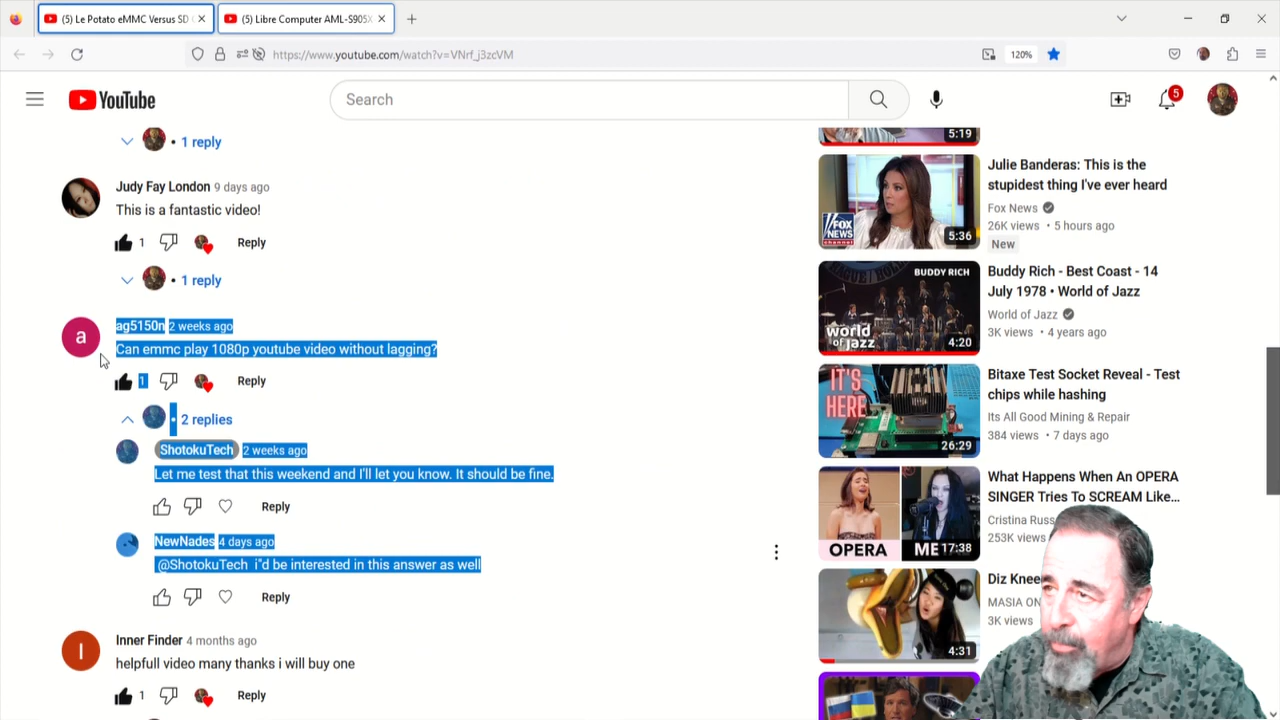 (5) Le Potato eMMC Versus SD
(5) Libre Computer AML-S905X
https://www.youtube.com/watch?v=VNrf_j3zcVM
120%
YouTube
Search
5
1 reply
Judy Fay London 9 days ago
This is a fantastic video!
1 Reply
1 reply
a
ag5150n 2 weeks ago
Can emmc play 1080p youtube video without lagging?
1 Reply
2 replies
ShotokuTech 2 weeks ago
Let me test that this weekend and I'll let you know. It should be fine.
Reply
NewNades 4 days ago
@ShotokuTech i"d be interested in this answer as well
Reply
I
Inner Finder 4 months ago
helpfull video many thanks i will buy one
1 Reply
5:19
FOX
NEWS
channel
5:36
Julie Banderas: This is the
stupidest thing I've ever heard
Fox News
26K views • 5 hours ago
New
BUDDY RICH
world
of jazz
4:20
Buddy Rich - Best Coast - 14
July 1978 • World of Jazz
World of Jazz
3K views • 4 years ago
IT'S
HERE
26:29
Bitaxe Test Socket Reveal - Test
chips while hashing
Its All Good Mining & Repair
384 views • 7 days ago
OPERA
ME
17:38
What Happens When An OPERA
SINGER Tries To SCREAM Like...
Cristina Russ
253K views
4:31
Diz Knee
MASIA ON
3K views